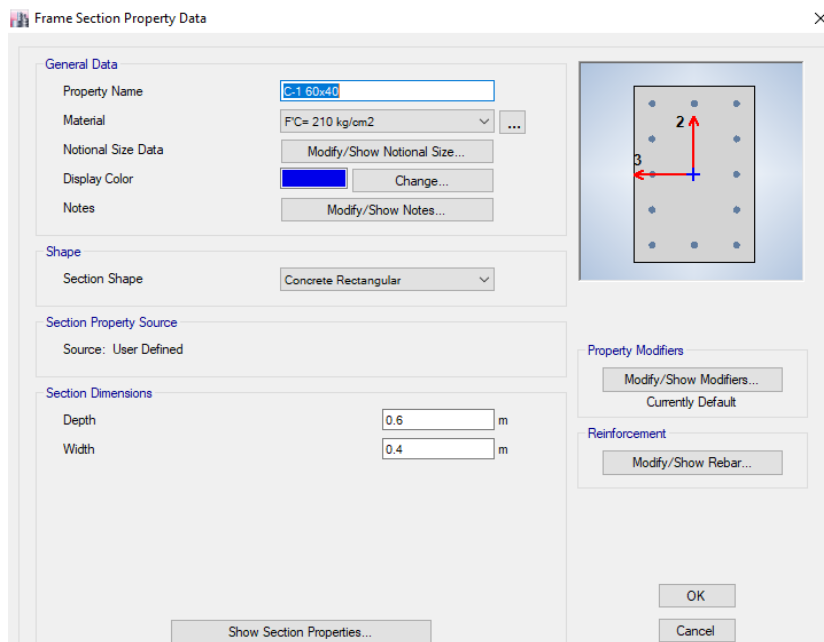 Frame Section Property Data
General Data
Property Name
C-1 60x40
Material
F'C= 210 kg/cm2
...
Notional Size Data
Modify/Show Notional Size...
Display Color
Change...
Notes
Modify/Show Notes...
Shape
Section Shape
Concrete Rectangular
Section Property Source
Source: User Defined
Section Dimensions
Depth
0.6
m
Width
0.4
m
Show Section Properties...
2
3
Property Modifiers
Modify/Show Modifiers...
Currently Default
Reinforcement
Modify/Show Rebar...
OK
Cancel